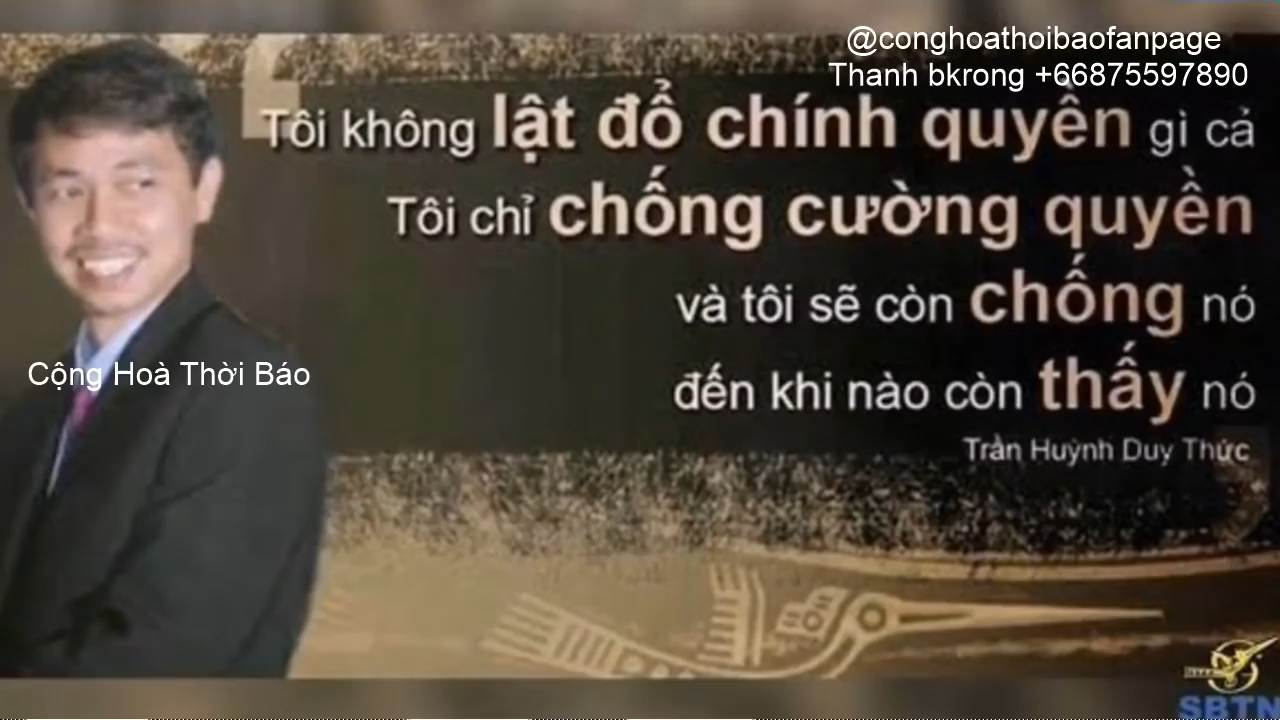 @conghoathoibaofanpage
Thanh bkrong +66875597890
Tôi không lật đổ chính quyền gì cả
Tôi chỉ chống cường quyền
và tôi sẽ còn chống nó
đến khi nào còn thấy nó
Trần Huỳnh Duy Thức
Cộng Hoà Thời Báo
SBTN